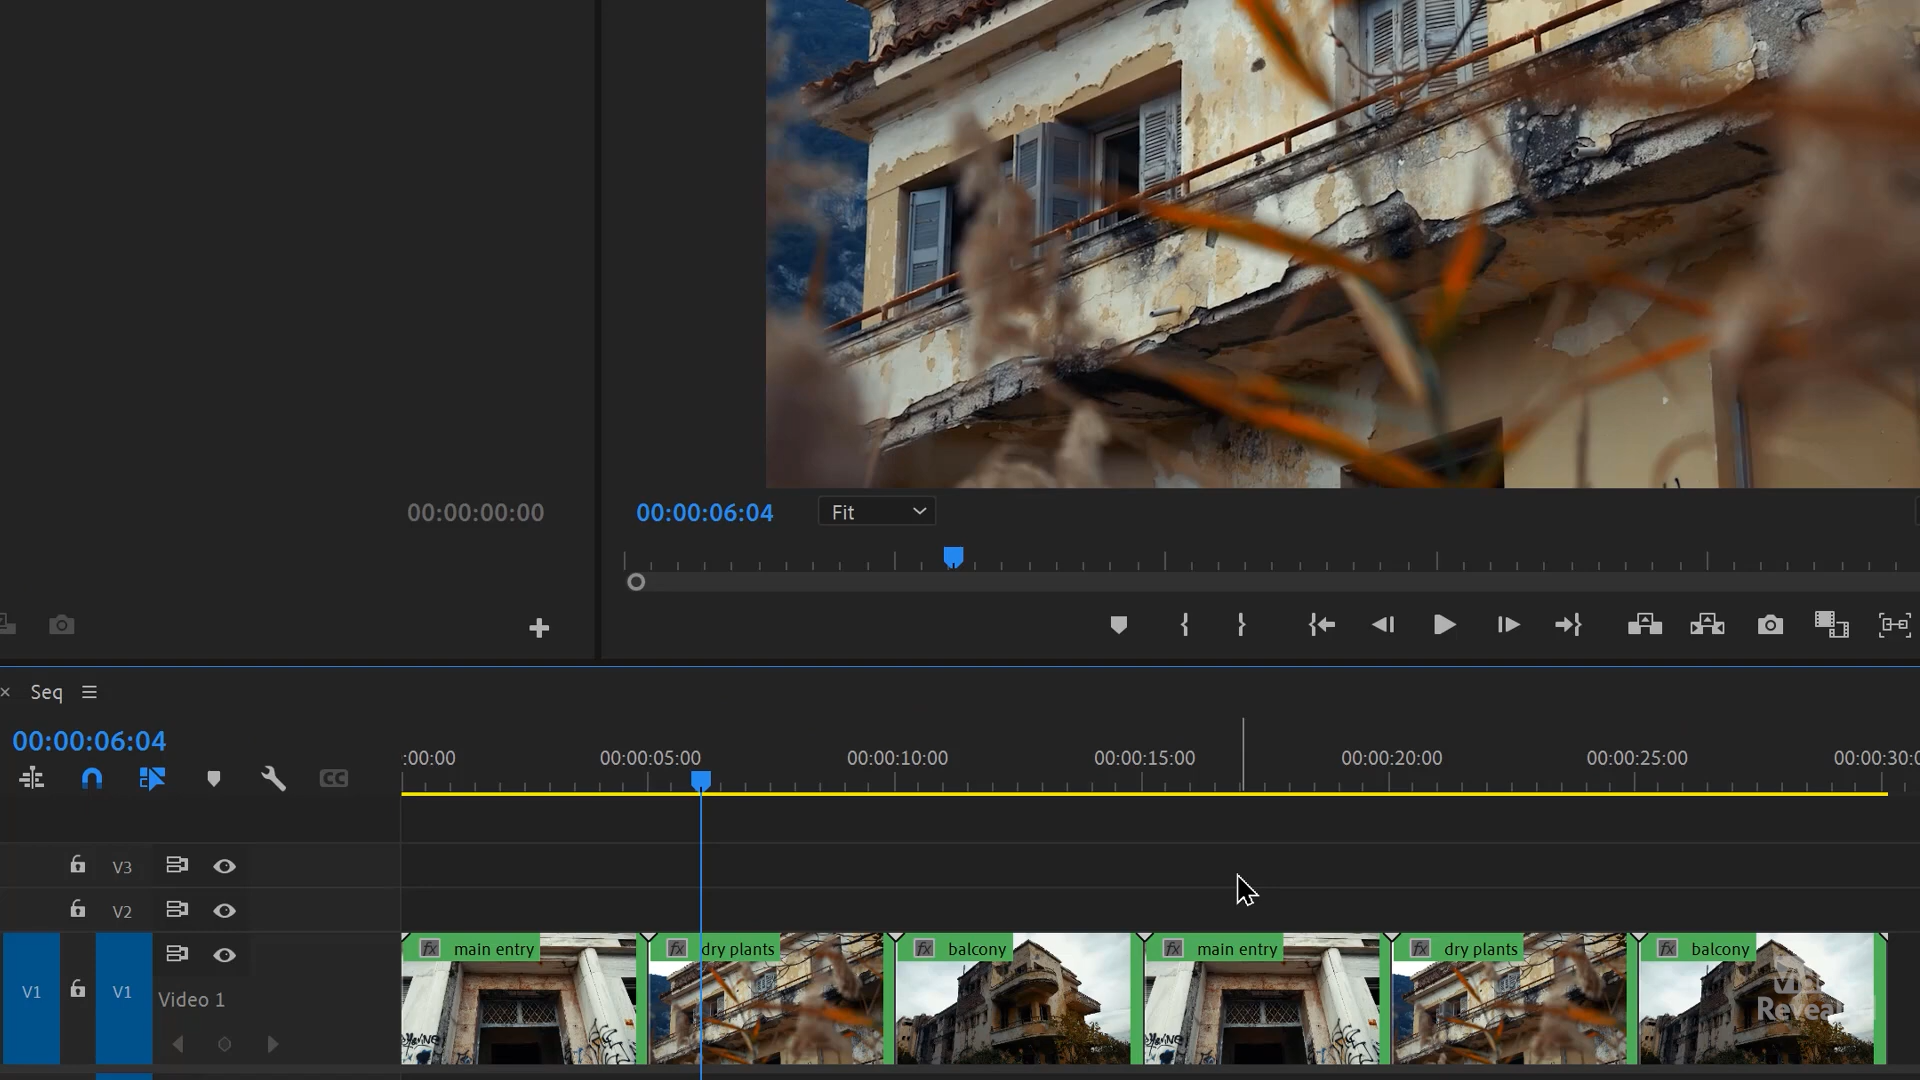 00:00:00:00
00:00:06:04
Fit
Seq
00:00:06:04
:00:00
00:00:05:00
00:00:10:00
00:00:15:00
00:00:20:00
00:00:25:00
00:00:30:0
CC
V3
V2
fx main entry
fx dry plants
fx balcony
fx main entry
fx dry plants
fx balcony
V1
V1
Video 1